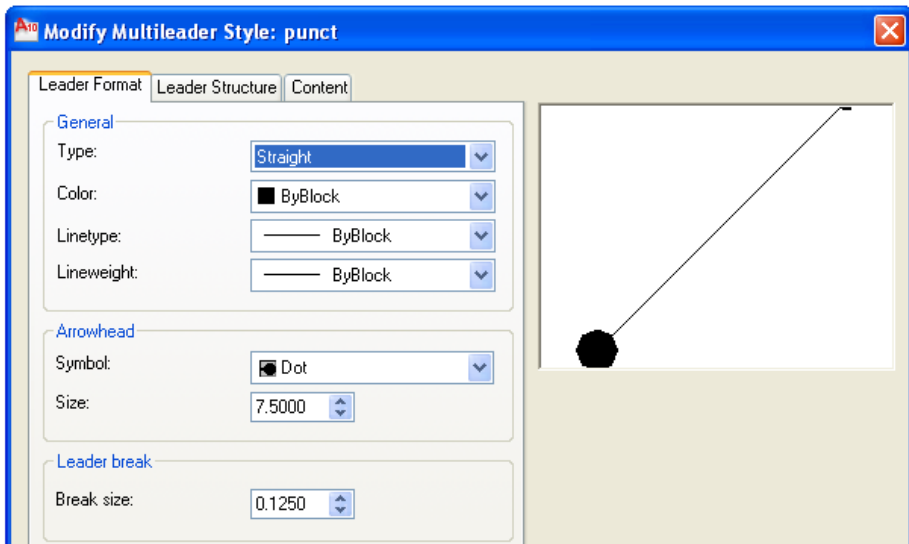 A10 Modify Multileader Style: punct
Leader Format Leader Structure Content
General
Type: Straight
Color: ByBlock
Linetype: ByBlock
Lineweight: ByBlock
Arrowhead
Symbol: Dot
Size: 7.5000
Leader break
Break size: 0.1250